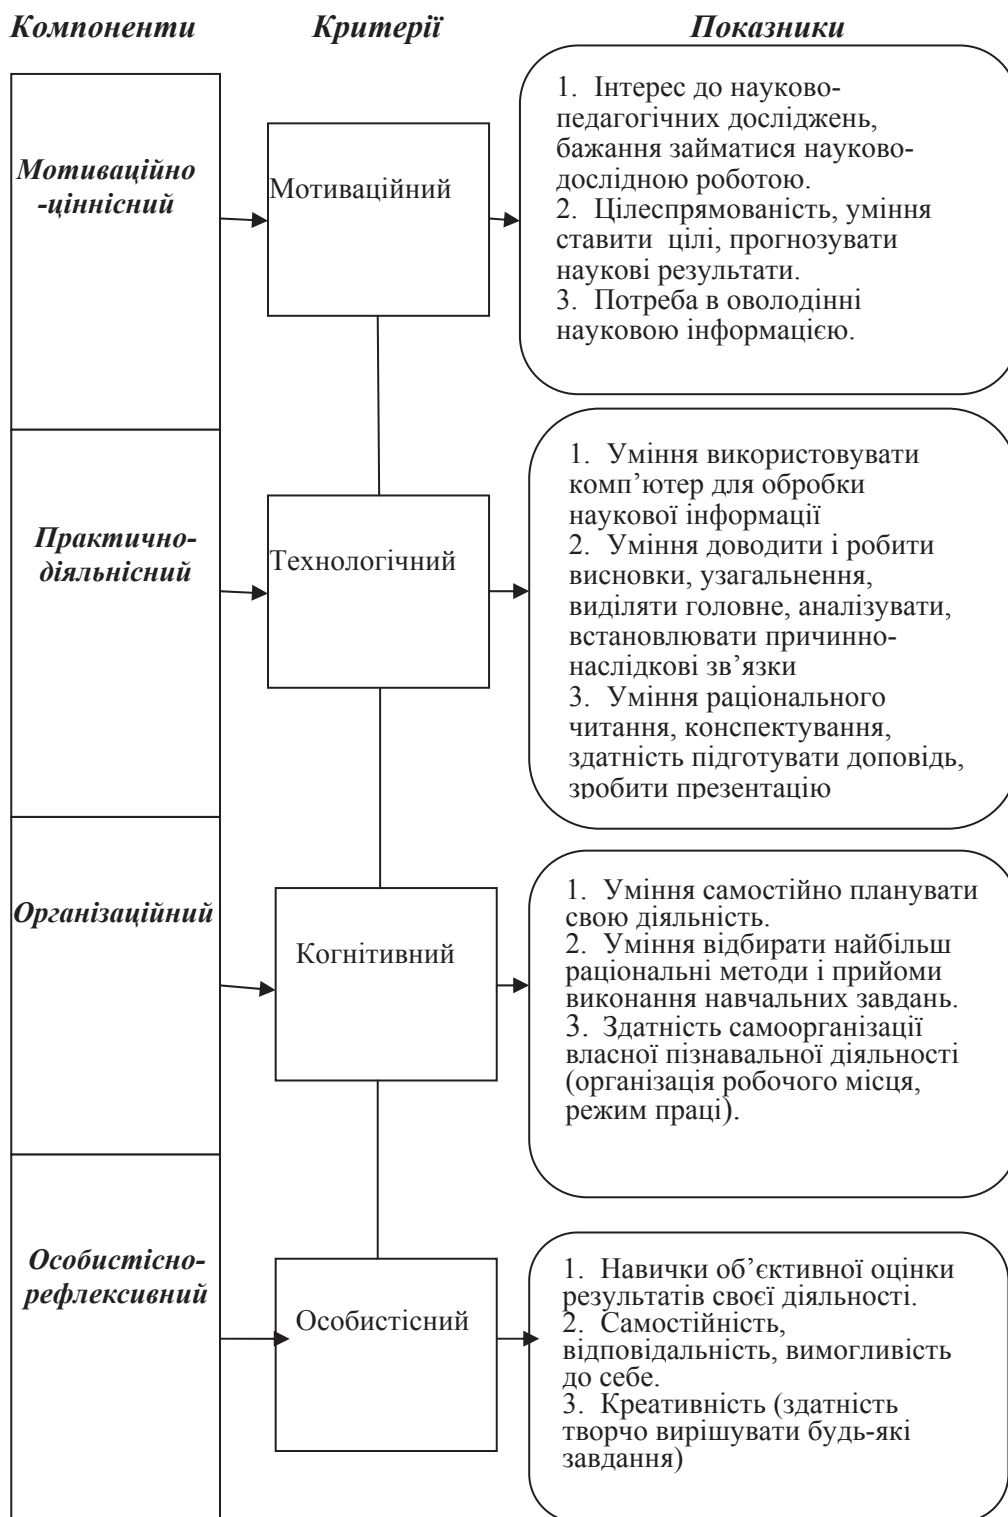 Компоненти Критерії Показники
Мотиваційно
-ціннісний
Мотиваційний
1. Інтерес до науково-
педагогічних досліджень,
бажання займатися науково-
дослідною роботою.
2. Цілеспрямованість, уміння
ставити цілі, прогнозувати
наукові результати.
3. Потреба в оволодінні
науковою інформацією.
Практично-
діяльнісний
Технологічний
1. Уміння використовувати
комп’ютер для обробки
наукової інформації
2. Уміння доводити і робити
висновки, узагальнення,
виділяти головне, аналізувати,
встановлювати причинно-
наслідкові зв’язки
3. Уміння раціонального
читання, конспектування,
здатність підготувати доповідь,
зробити презентацію
Організаційний
Когнітивний
1. Уміння самостійно планувати
свою діяльність.
2. Уміння відбирати найбільш
раціональні методи і прийоми
виконання навчальних завдань.
3. Здатність самоорганізації
власної пізнавальної діяльності
(організація робочого місця,
режим праці).
Особистісно-
рефлексивний
Особистісний
1. Навички об’єктивної оцінки
результатів своєї діяльності.
2. Самостійність,
відповідальність, вимогливість
до себе.
3. Креативність (здатність
творчо вирішувати будь-які
завдання)